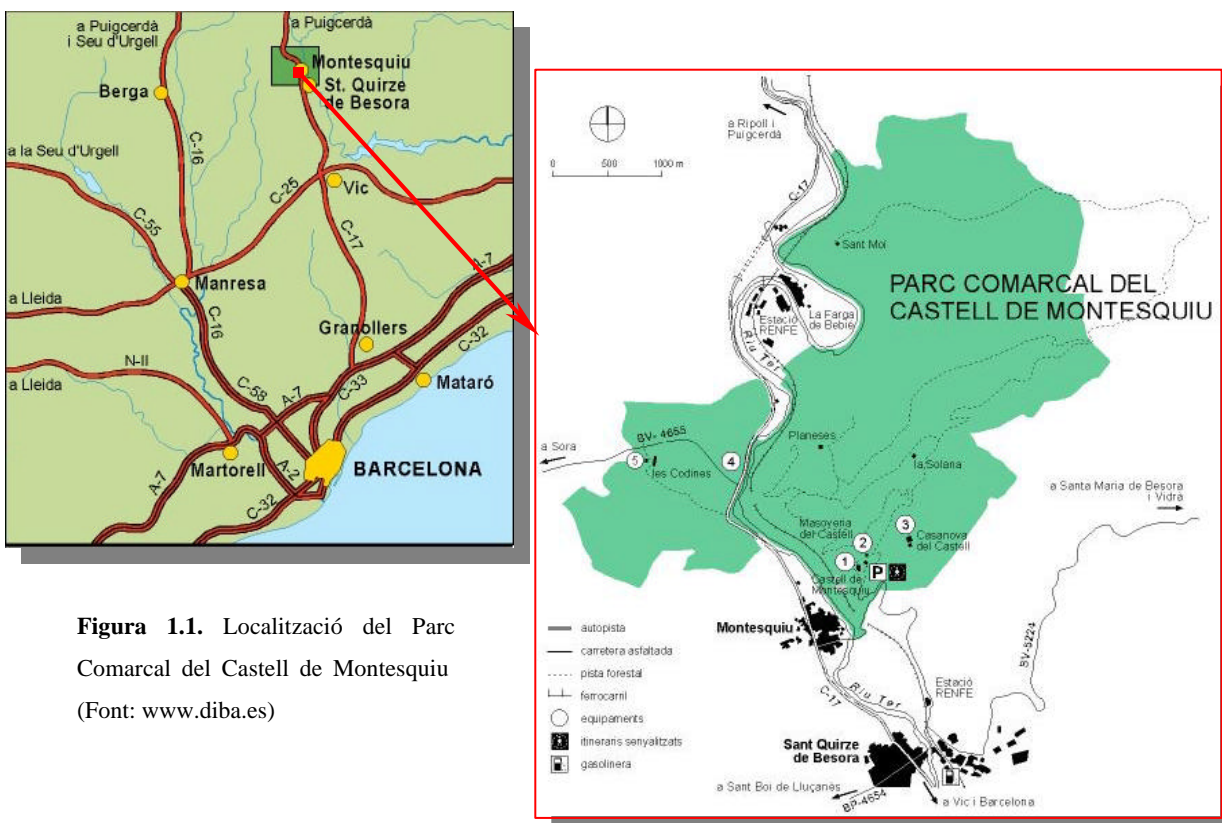 a Puigcerdà
i Seu d'Urgell
a Puigcerdà
Montesquiu
St. Quirze
de Besora
Berga
a la Seu d'Urgell
C-16
C-25
Vic
C-55
C-17
Manresa
A-7
a Lleida
C-16
Granollers
C-32
N-II
a Lleida
C-58
A-7
C-33
Mataró
Martorell
A-2
BARCELONA
A-7
C-32
Figura 1.1. Localització del Parc
Comarcal del Castell de Montesquiu
(Font: www.diba.es)
0 500 1000 m
a Ripoll i
Puigcerdà
C-17
Sant Moí
PARC COMARCAL DEL
CASTELL DE MONTESQUIU
Estació
RENFE
La Farga
de Bebié
Riu Ter
BV-4655
a Sora
5
les Codines
4
Planeses
la Solana
a Santa Maria de Besora
i Vidrà
Masoveria
del Castell
2
3
Casanova
del Castell
1
P
Castell de
Montesquiu
Montesquiu
BV-5224
Estació
RENFE
Riu Ter
C-17
Sant Quirze
de Besora
a Sant Boi de Lluçanès
BP-4654
a Vic i Barcelona
autopista
carretera asfaltada
pista forestal
ferrocarril
equipaments
itineraris senyalitzats
gasolinera